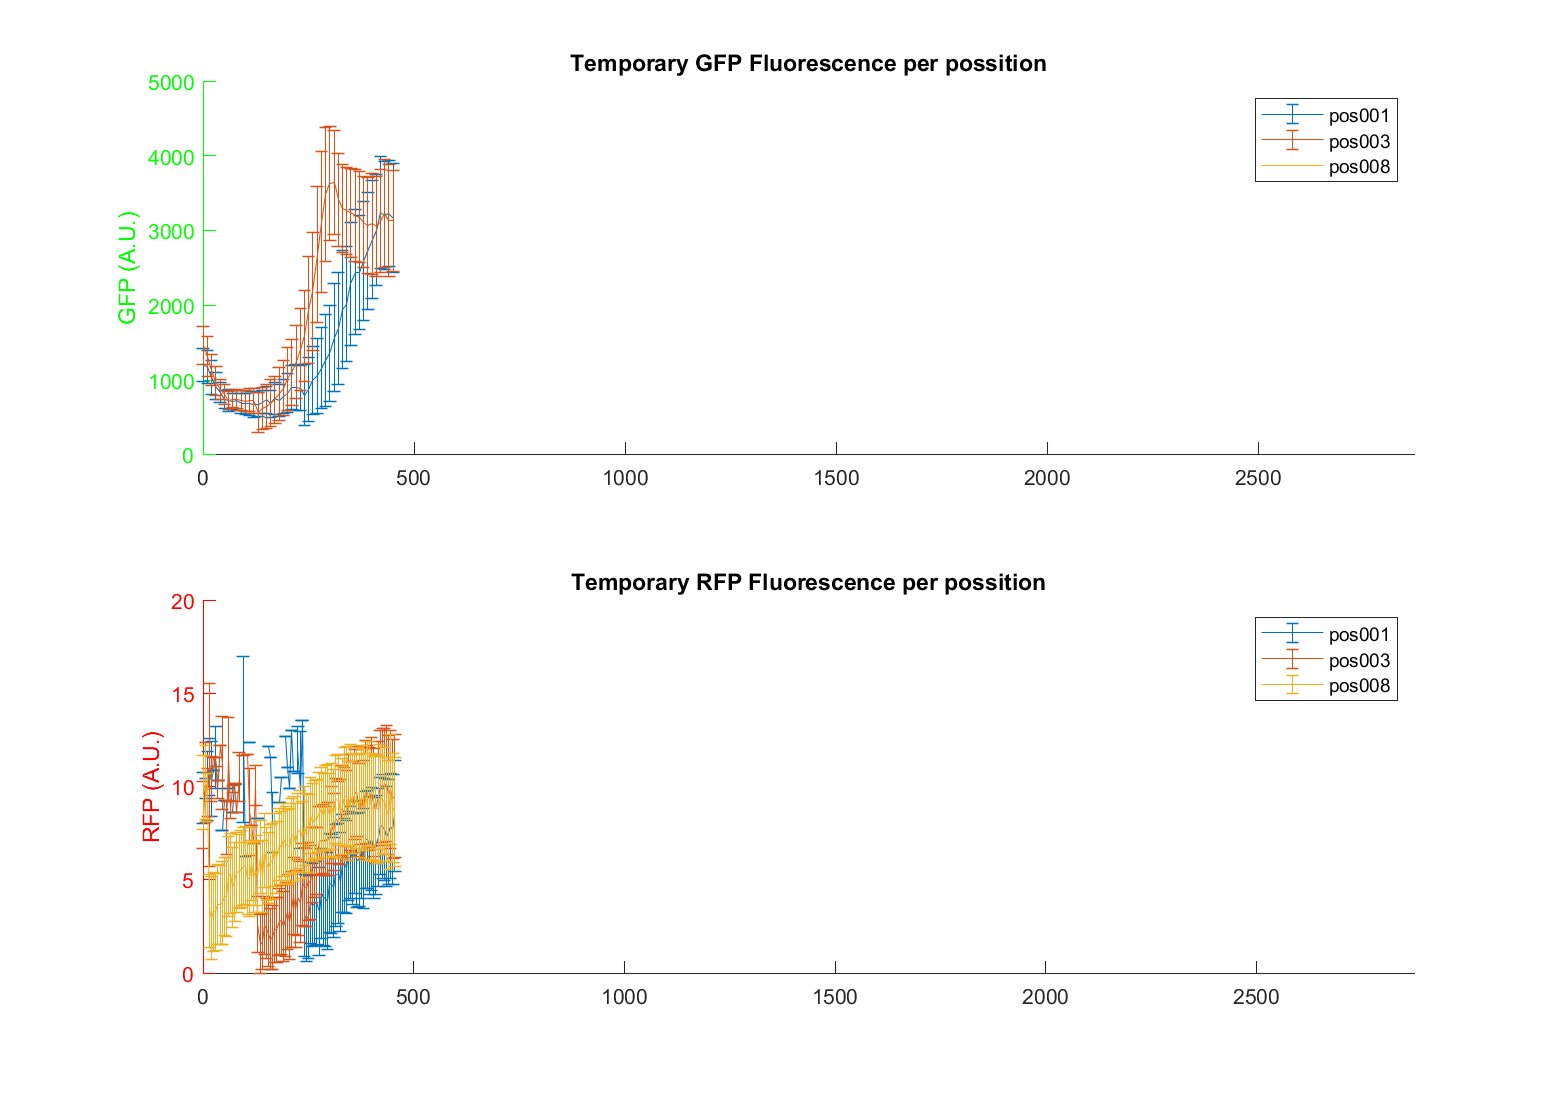 Temporary GFP Fluorescence per possition
5000
4000
3000
2000
1000
0
GFP (A.U.)
0 500 1000 1500 2000 2500
pos001
pos003
pos008
Temporary RFP Fluorescence per possition
20
15
10
5
0
RFP (A.U.)
0 500 1000 1500 2000 2500
pos001
pos003
pos008